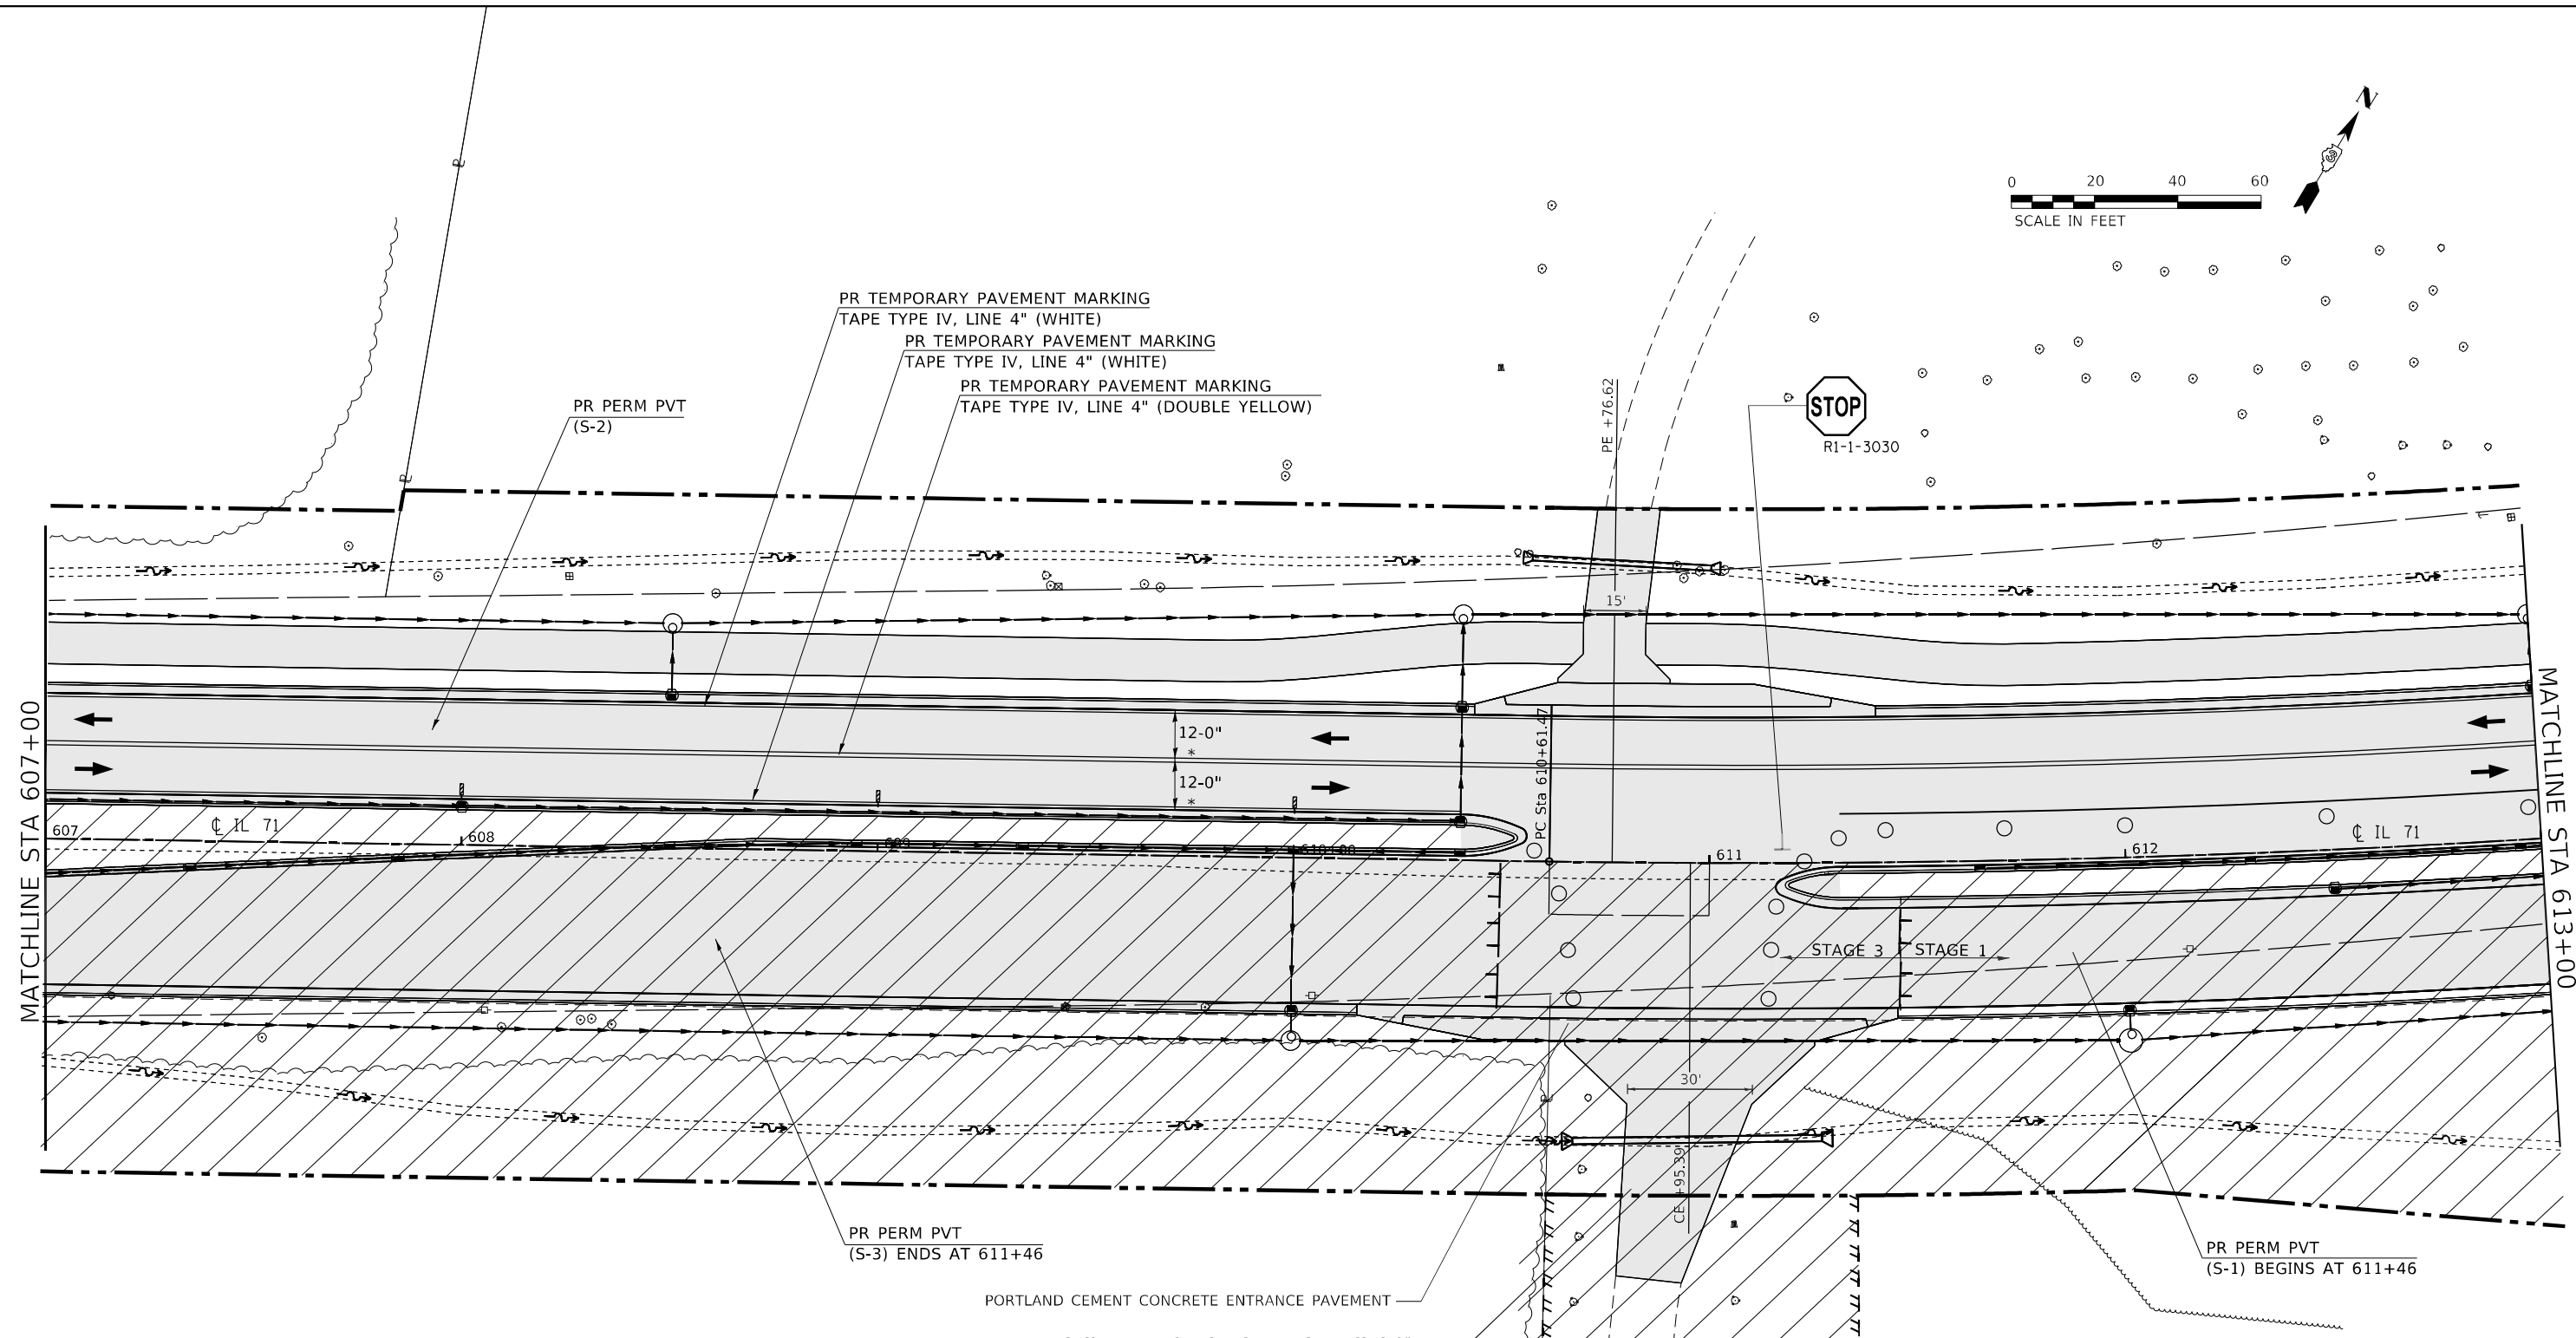 N
3
0 20 40 60
SCALE IN FEET
PR TEMPORARY PAVEMENT MARKING
TAPE TYPE IV, LINE 4" (WHITE)
PR TEMPORARY PAVEMENT MARKING
TAPE TYPE IV, LINE 4" (WHITE)
PR TEMPORARY PAVEMENT MARKING
TAPE TYPE IV, LINE 4" (DOUBLE YELLOW)
PR PERM PVT
(S-2)
PE +76.62
STOP
R1-1-3030
15'
MATCHLINE STA 607+00
12-0"
*
12-0"
*
PC Sta 610+61.47
607
℄ IL 71
608
609
610+00
611
612
℄ IL 71
MATCHLINE STA 613+00
STAGE 3
STAGE 1
30'
CE +95.39
PR PERM PVT
(S-3) ENDS AT 611+46
PR PERM PVT
(S-1) BEGINS AT 611+46
PORTLAND CEMENT CONCRETE ENTRANCE PAVEMENT